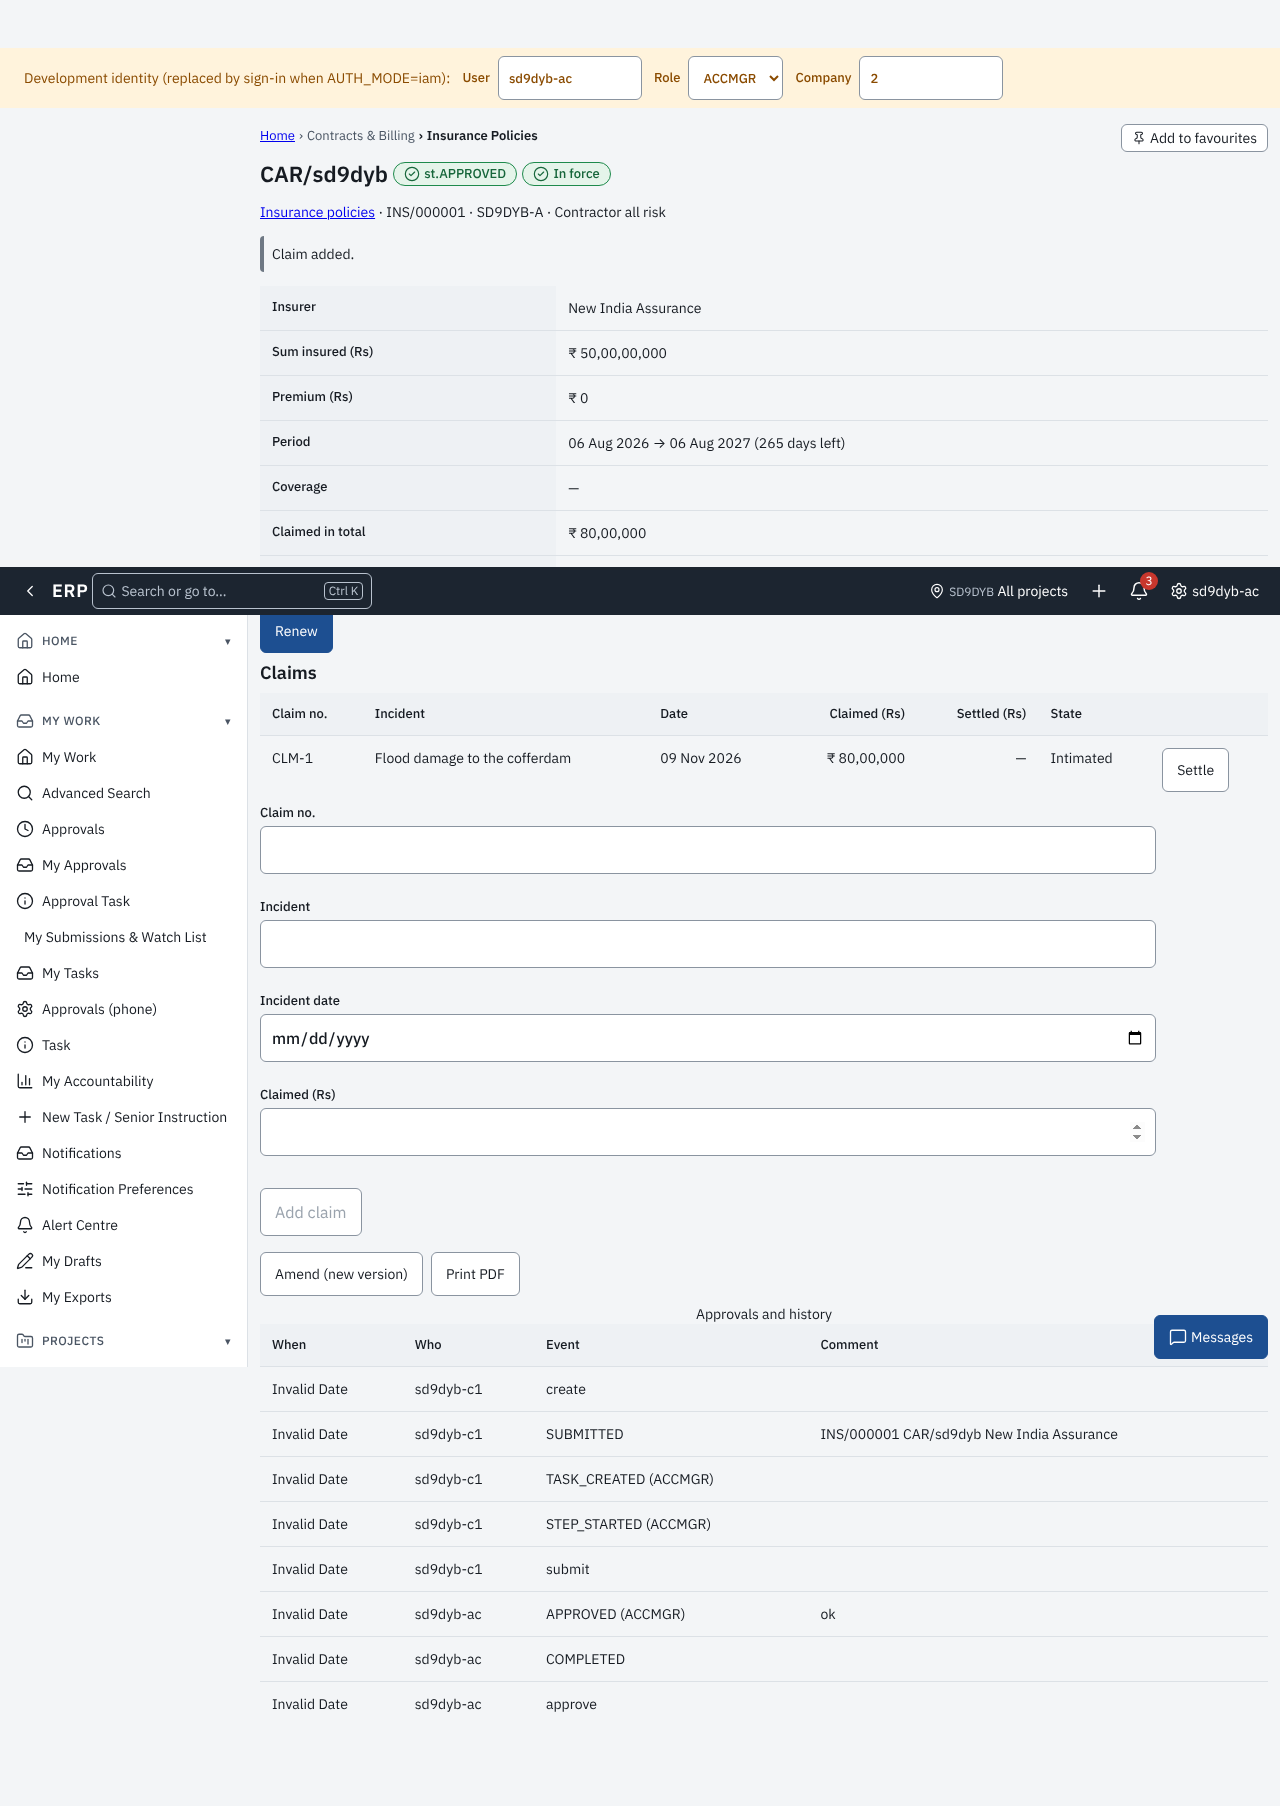 Development identity (replaced by sign-in when AUTH_MODE=iam): User sd9dyb-ac Role ACCMGR Company 2
Home › Contracts & Billing › Insurance Policies
Add to favourites
CAR/sd9dyb st.APPROVED In force
Insurance policies · INS/000001 · SD9DYB-A · Contractor all risk
Claim added.
Insurer New India Assurance
Sum insured (Rs) ₹ 50,00,00,000
Premium (Rs) ₹ 0
Period 06 Aug 2026 → 06 Aug 2027 (265 days left)
Coverage —
Claimed in total ₹ 80,00,000
ERP Search or go to... Ctrl K SD9DYB All projects 3 sd9dyb-ac
HOME
Home
MY WORK
My Work
Advanced Search
Approvals
My Approvals
Approval Task
My Submissions & Watch List
My Tasks
Approvals (phone)
Task
My Accountability
New Task / Senior Instruction
Notifications
Notification Preferences
Alert Centre
My Drafts
My Exports
PROJECTS
Renew
Claims
Claim no. Incident Date Claimed (Rs) Settled (Rs) State
CLM-1 Flood damage to the cofferdam 09 Nov 2026 ₹ 80,00,000 — Intimated Settle
Claim no.
Incident
Incident date
mm/dd/yyyy
Claimed (Rs)
Add claim
Amend (new version) Print PDF
Approvals and history
Messages
When Who Event Comment
Invalid Date sd9dyb-c1 create
Invalid Date sd9dyb-c1 SUBMITTED INS/000001 CAR/sd9dyb New India Assurance
Invalid Date sd9dyb-c1 TASK_CREATED (ACCMGR)
Invalid Date sd9dyb-c1 STEP_STARTED (ACCMGR)
Invalid Date sd9dyb-c1 submit
Invalid Date sd9dyb-ac APPROVED (ACCMGR) ok
Invalid Date sd9dyb-ac COMPLETED
Invalid Date sd9dyb-ac approve